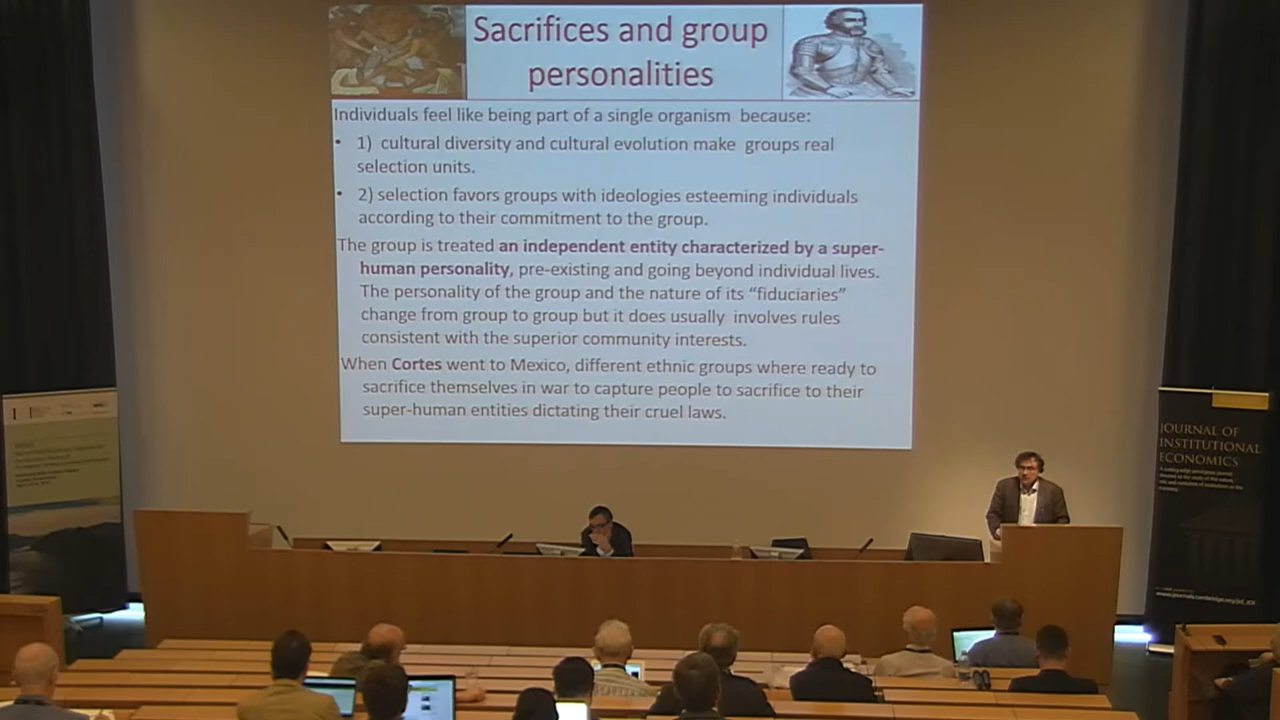 Sacrifices and group
personalities
Individuals feel like being part of a single organism because:
• 1) cultural diversity and cultural evolution make groups real
selection units.
• 2) selection favors groups with ideologies esteeming individuals
according to their commitment to the group.
The group is treated an independent entity characterized by a super-
human personality, pre-existing and going beyond individual lives.
The personality of the group and the nature of its “fiduciaries”
change from group to group but it does usually involves rules
consistent with the superior community interests.
When Cortes went to Mexico, different ethnic groups where ready to
sacrifice themselves in war to capture people to sacrifice to their
super-human entities dictating their cruel laws.
JOURNAL OF
INSTITUTIONAL
ECONOMICS